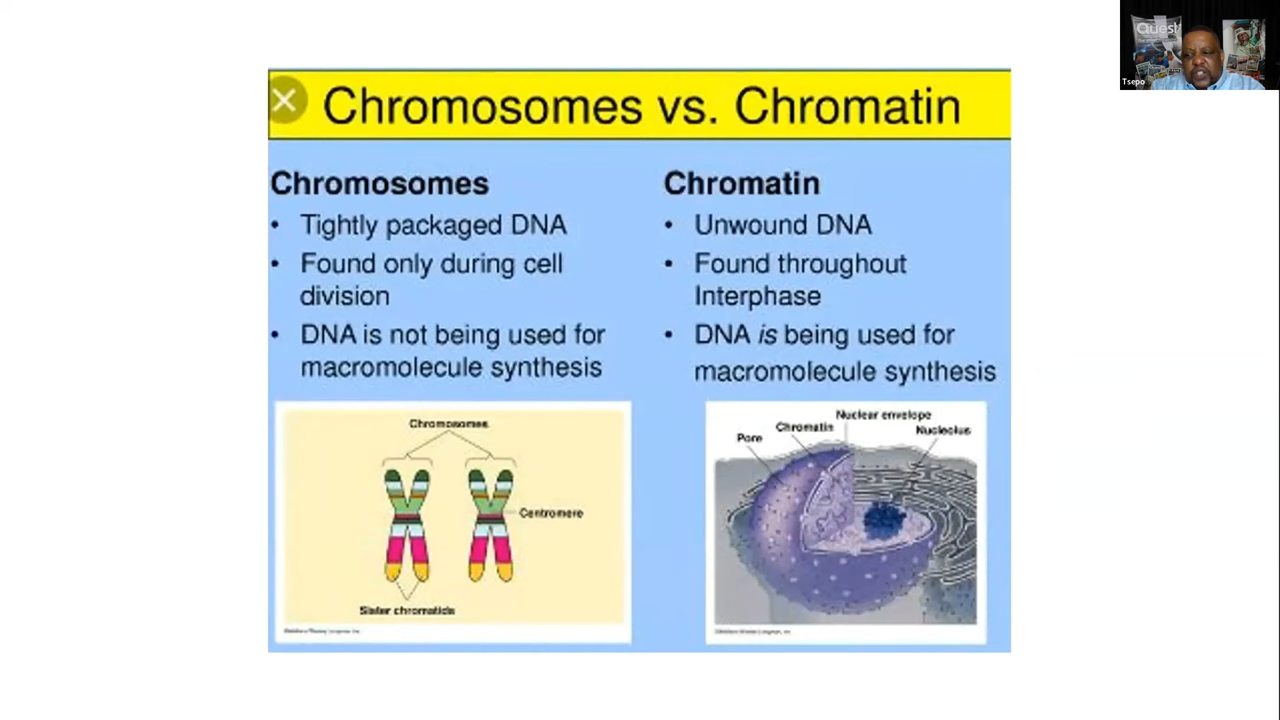 Quest
Tsepo
Chromosomes vs. Chromatin
Chromosomes
• Tightly packaged DNA
• Found only during cell
division
• DNA is not being used for
macromolecule synthesis
Chromatin
• Unwound DNA
• Found throughout
Interphase
• DNA is being used for
macromolecule synthesis
Chromosomes
Centromere
Sister chromatids
Nuclear envelope
Chromatin
Nucleolus
Pore